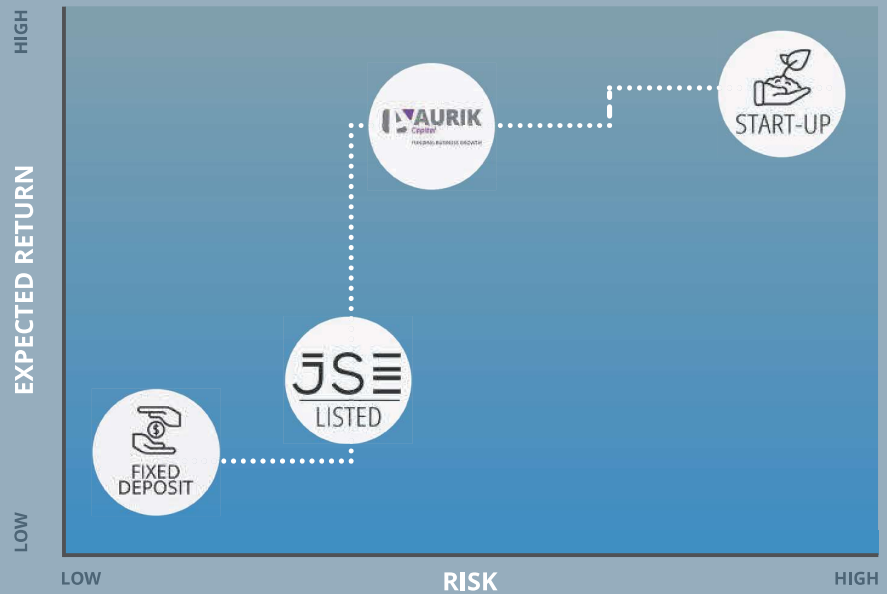 HIGH
EXPECTED RETURN
LOW
AURIK
Capital
FUNDING BUSINESS GROWTH
START-UP
JSE
LISTED
$
FIXED
DEPOSIT
LOW
RISK
HIGH